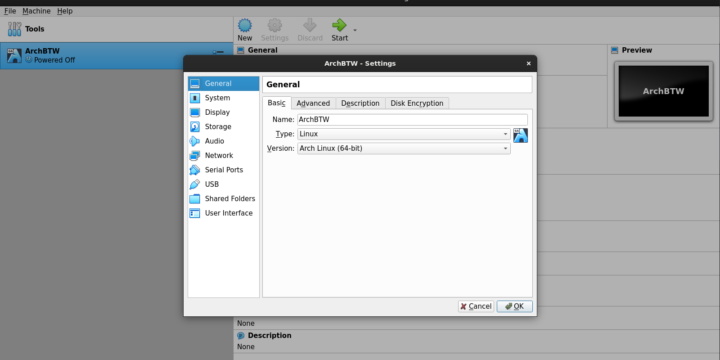 File Machine Help
Tools
New Settings Discard Start
ArchBTW
Powered Off
General
Preview
ArchBTW
ArchBTW - Settings
General
System
Display
Storage
Audio
Network
Serial Ports
USB
Shared Folders
User Interface
General
Basic Advanced Description Disk Encryption
Name: ArchBTW
Type: Linux
Version: Arch Linux (64-bit)
Cancel OK
None
Description
None